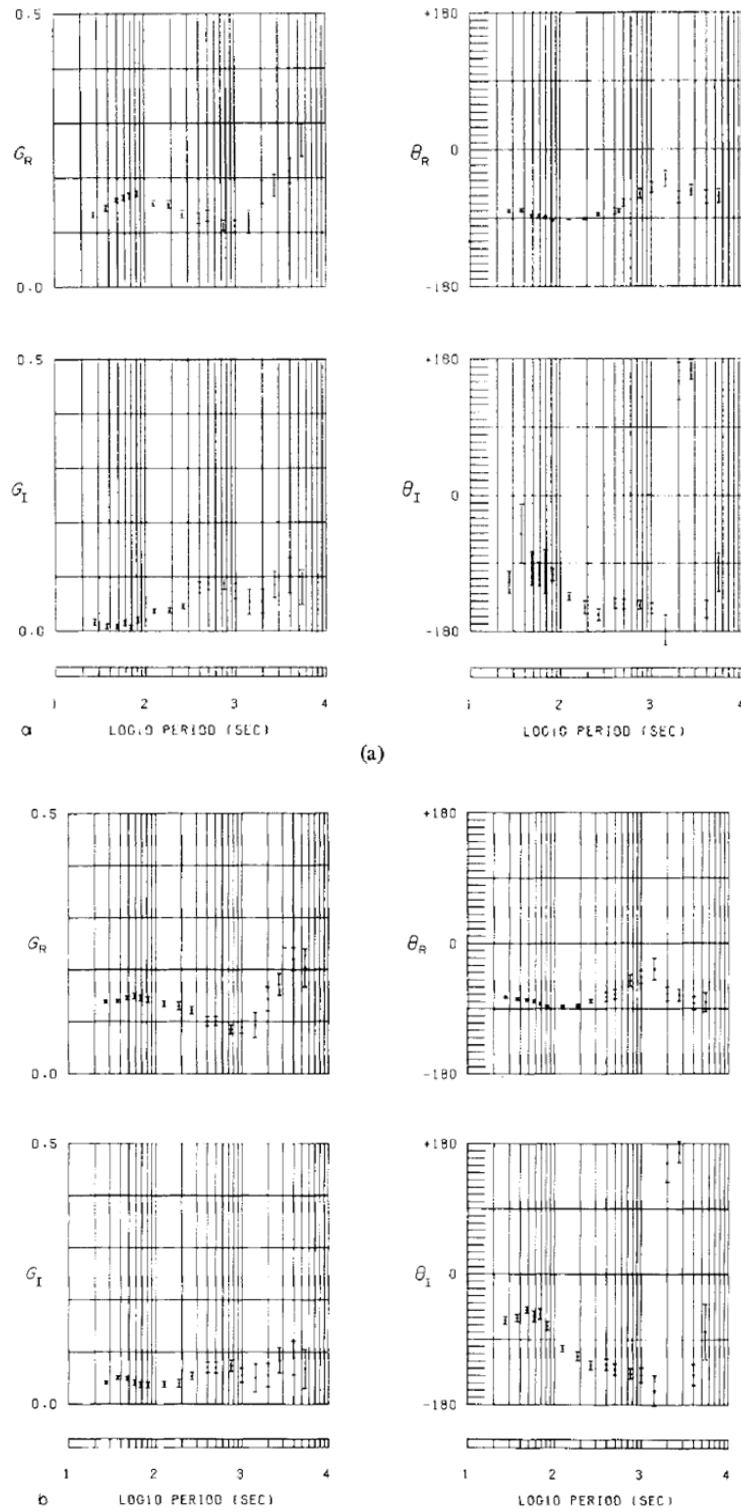 0.5
G_R
0.0
+180
θ_R
0
-180
0.5
G_I
0.0
+180
θ_I
0
-180
1 2 3 4
1 2 3 4
a LOG10 PERIOD (SEC)
LOG10 PERIOD (SEC)
(a)
0.5
G_R
0.0
+180
θ_R
0
-180
0.5
G_I
0.0
+180
θ_I
0
-180
1 2 3 4
1 2 3 4
b LOG10 PERIOD (SEC)
LOG10 PERIOD (SEC)